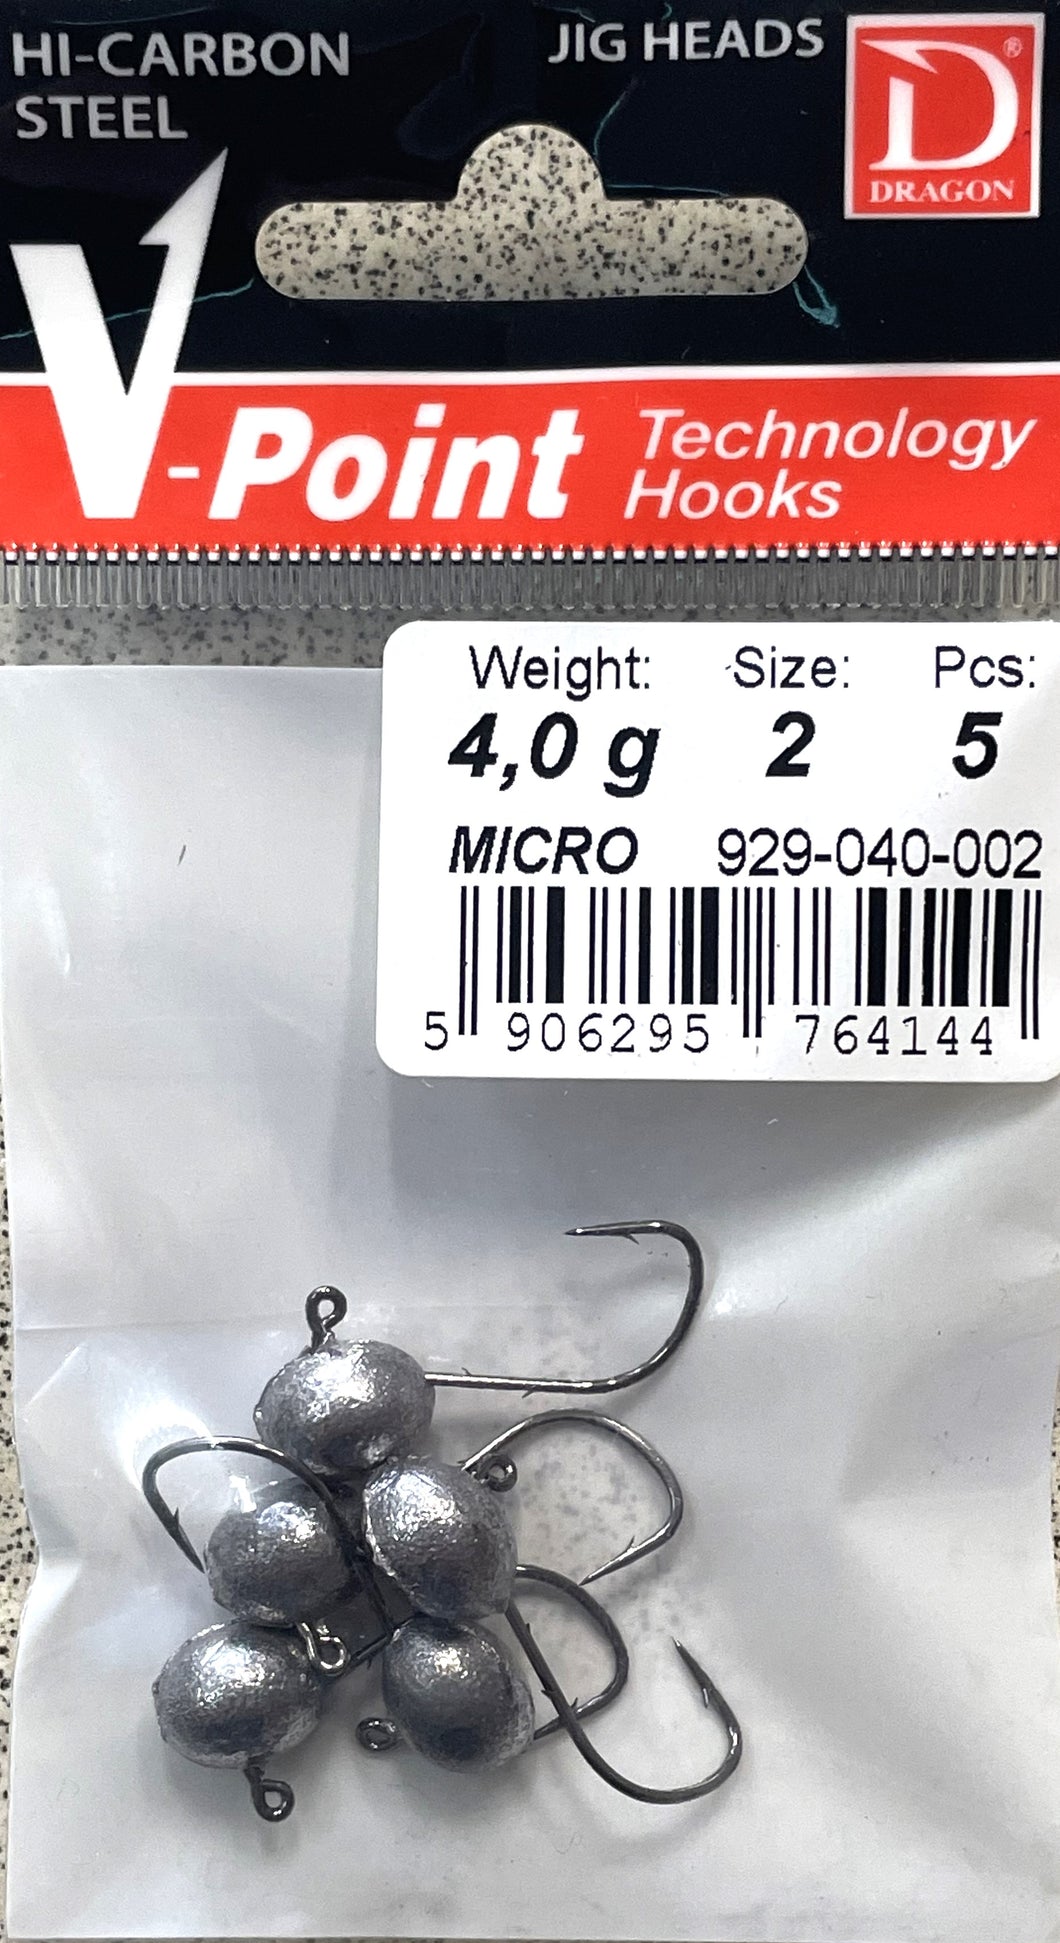 HI-CARBON
STEEL
JIG HEADS
D®
DRAGON
V-Point
Technology
Hooks
Weight: Size: Pcs:
4,0 g 2 5
MICRO 929-040-002
5 906295 764144